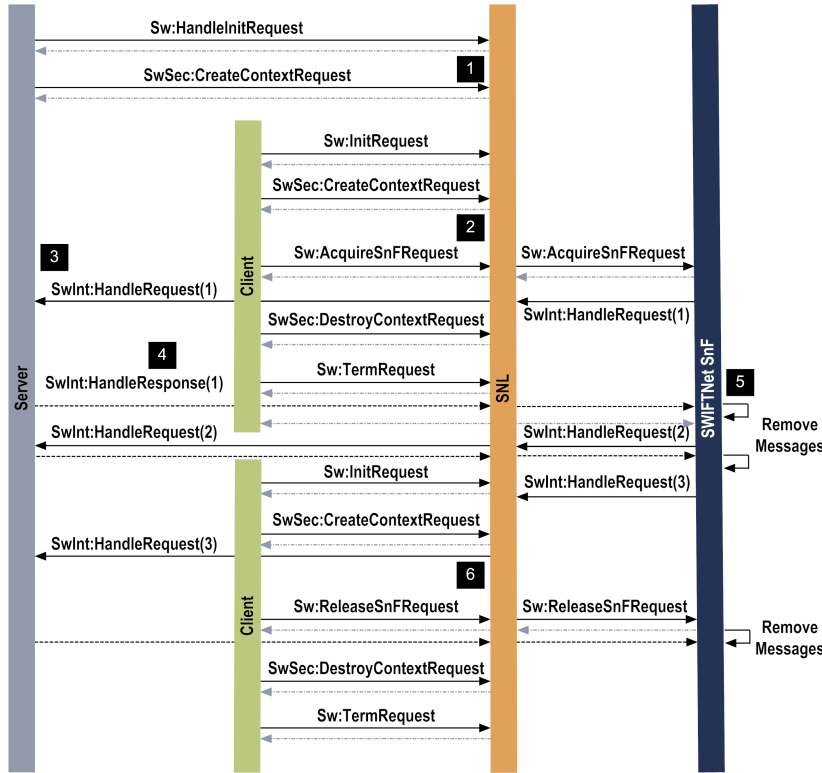 Sw:HandleInitRequest
SwSec:CreateContextRequest
1
Sw:InitRequest
SwSec:CreateContextRequest
2
3
Sw:AcquireSnFRequest
Sw:AcquireSnFRequest
SwInt:HandleRequest(1)
SwInt:HandleRequest(1)
SwSec:DestroyContextRequest
4
Sw:TermRequest
SwInt:HandleResponse(1)
5
Server
Client
SNL
SWIFTNet SnF
Remove
Messages
SwInt:HandleRequest(2)
SwInt:HandleRequest(2)
Sw:InitRequest
SwInt:HandleRequest(3)
SwSec:CreateContextRequest
SwInt:HandleRequest(3)
6
Client
Sw:ReleaseSnFRequest
Sw:ReleaseSnFRequest
Remove
Messages
SwSec:DestroyContextRequest
Sw:TermRequest